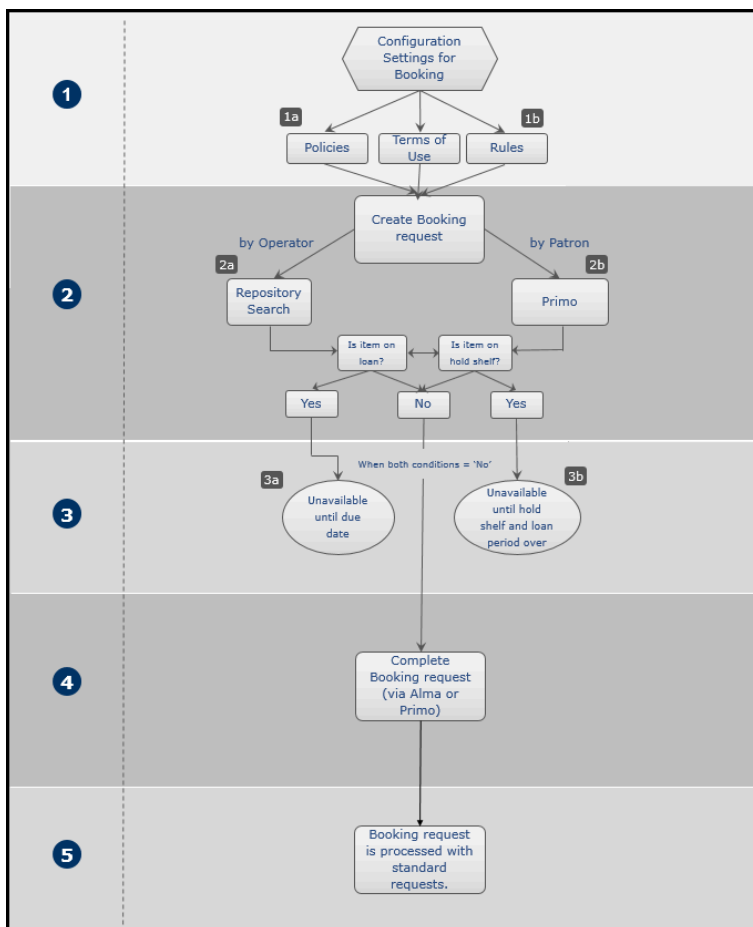 Configuration
Settings for
Booking
1
1a
1b
Policies
Terms of
Use
Rules
Create Booking
request
by Operator
by Patron
2a
2b
2
Repository
Search
Primo
Is item on
loan?
Is item on
hold shelf?
Yes
No
Yes
When both conditions = 'No'
3a
3b
3
Unavailable
until due
date
Unavailable
until hold
shelf and loan
period over
4
Complete
Booking request
(via Alma or
Primo)
5
Booking request
is processed with
standard
requests.